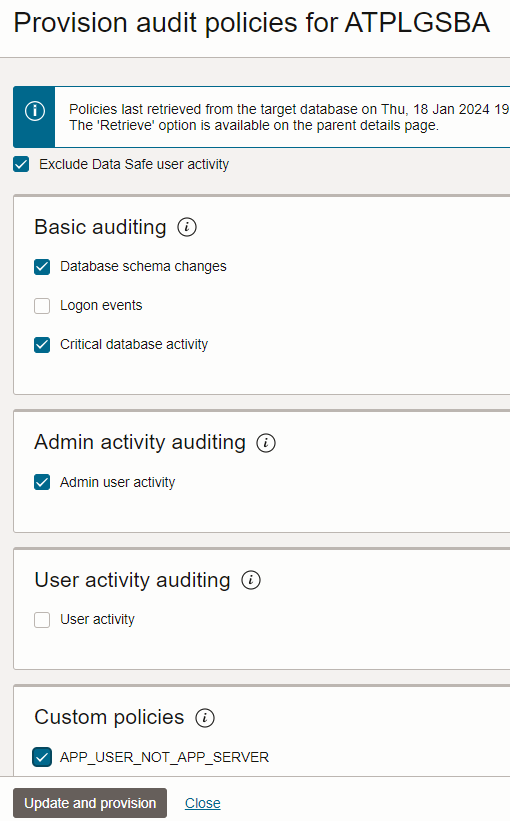 Provision audit policies for ATPLGSBA
Policies last retrieved from the target database on Thu, 18 Jan 2024 19
The 'Retrieve' option is available on the parent details page.
Exclude Data Safe user activity
Basic auditing
Database schema changes
Logon events
Critical database activity
Admin activity auditing
Admin user activity
User activity auditing
User activity
Custom policies
APP_USER_NOT_APP_SERVER
Update and provision Close